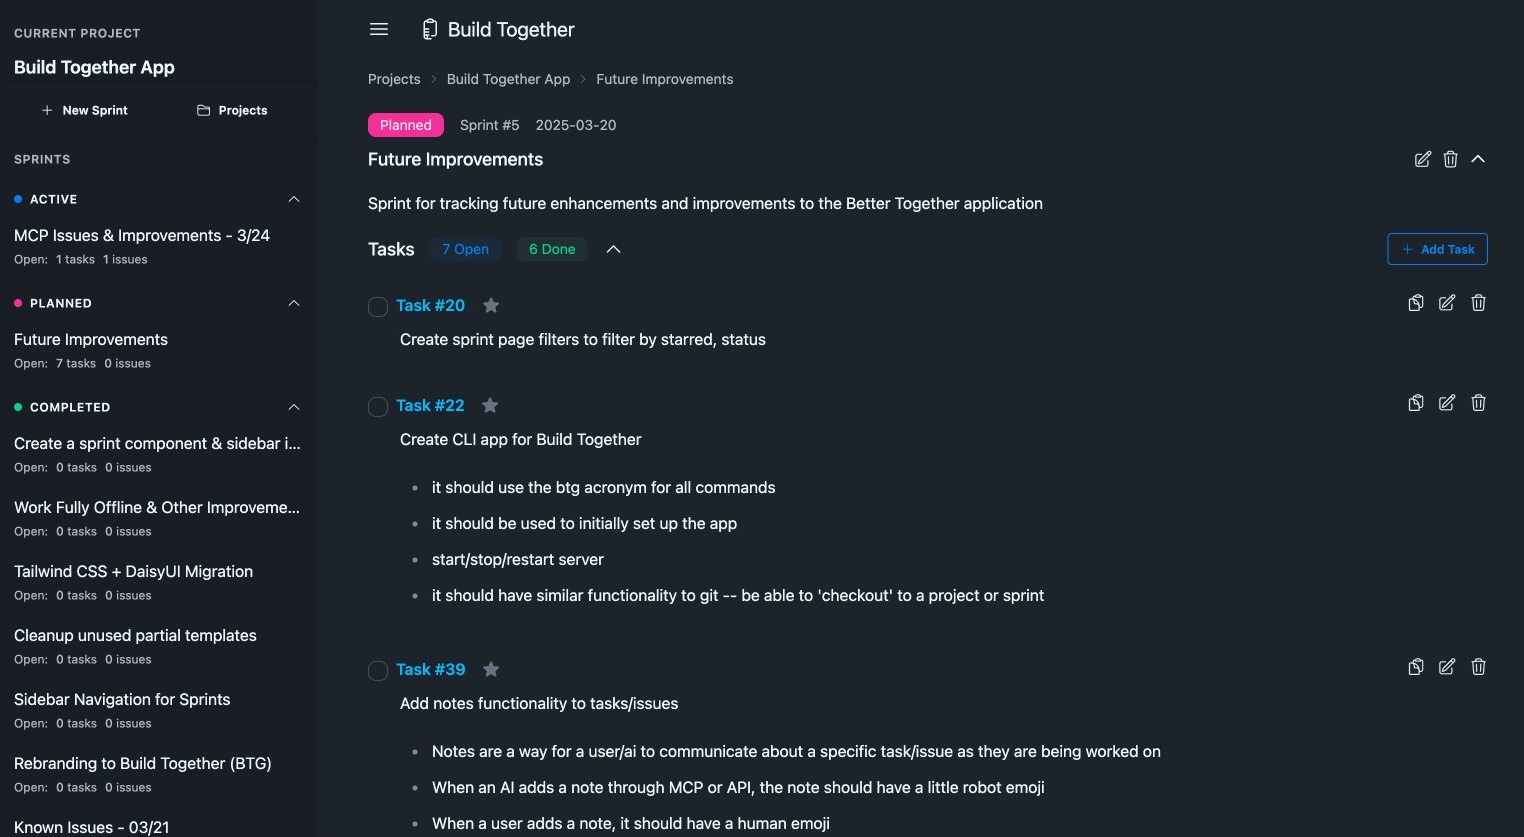 CURRENT PROJECT
Build Together App
+ New Sprint
Projects
SPRINTS
ACTIVE
MCP Issues & Improvements - 3/24
Open: 1 tasks 1 issues
PLANNED
Future Improvements
Open: 7 tasks 0 issues
COMPLETED
Create a sprint component & sidebar i...
Open: 0 tasks 0 issues
Work Fully Offline & Other Improveme...
Open: 0 tasks 0 issues
Tailwind CSS + DaisyUI Migration
Open: 0 tasks 0 issues
Cleanup unused partial templates
Open: 0 tasks 0 issues
Sidebar Navigation for Sprints
Open: 0 tasks 0 issues
Rebranding to Build Together (BTG)
Open: 0 tasks 0 issues
Known Issues - 03/21
Build Together
Projects > Build Together App > Future Improvements
Planned Sprint #5 2025-03-20
Future Improvements
Sprint for tracking future enhancements and improvements to the Better Together application
Tasks 7 Open 6 Done
+ Add Task
Task #20
Create sprint page filters to filter by starred, status
Task #22
Create CLI app for Build Together
• it should use the btg acronym for all commands
• it should be used to initially set up the app
• start/stop/restart server
• it should have similar functionality to git -- be able to 'checkout' to a project or sprint
Task #39
Add notes functionality to tasks/issues
• Notes are a way for a user/ai to communicate about a specific task/issue as they are being worked on
• When an AI adds a note through MCP or API, the note should have a little robot emoji
• When a user adds a note, it should have a human emoji